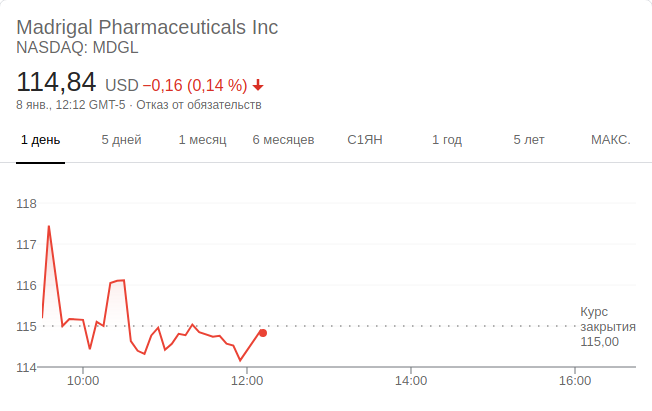 Madrigal Pharmaceuticals Inc
NASDAQ: MDGL
114,84 USD −0,16 (0,14 %)
8 янв., 12:12 GMT-5 · Отказ от обязательств
1 день 5 дней 1 месяц 6 месяцев С1ЯН 1 год 5 лет МАКС.
118
117
116
115
114
Курс
закрытия
115,00
10:00 12:00 14:00 16:00